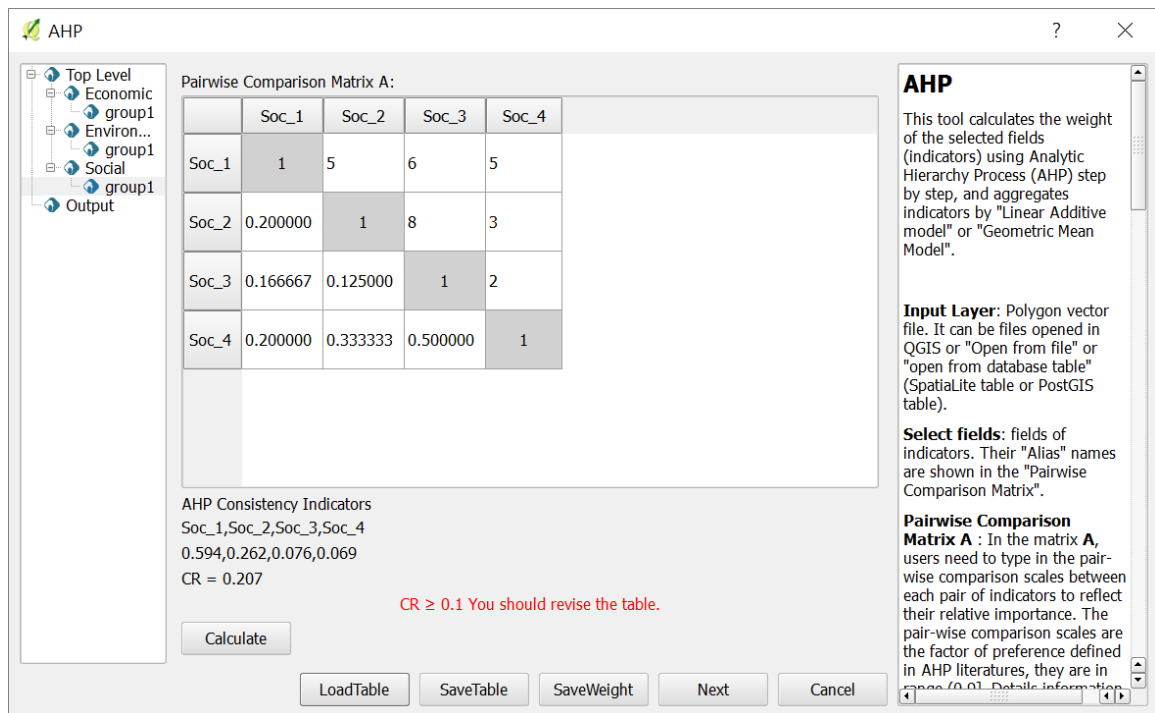 AHP
?
Top Level
Economic
group1
Environ...
group1
Social
group1
Output
Pairwise Comparison Matrix A:
Soc_1 Soc_2 Soc_3 Soc_4
Soc_1 1 5 6 5
Soc_2 0.200000 1 8 3
Soc_3 0.166667 0.125000 1 2
Soc_4 0.200000 0.333333 0.500000 1
AHP Consistency Indicators
Soc_1,Soc_2,Soc_3,Soc_4
0.594,0.262,0.076,0.069
CR = 0.207
CR ≥ 0.1 You should revise the table.
Calculate
LoadTable SaveTable SaveWeight Next Cancel
AHP
This tool calculates the weight
of the selected fields
(indicators) using Analytic
Hierarchy Process (AHP) step
by step, and aggregates
indicators by "Linear Additive
model" or "Geometric Mean
Model".
Input Layer: Polygon vector
file. It can be files opened in
QGIS or "Open from file" or
"open from database table"
(SpatiaLite table or PostGIS
table).
Select fields: fields of
indicators. Their "Alias" names
are shown in the "Pairwise
Comparison Matrix".
Pairwise Comparison
Matrix A : In the matrix A,
users need to type in the pair-
wise comparison scales between
each pair of indicators to reflect
their relative importance. The
pair-wise comparison scales are
the factor of preference defined
in AHP literatures, they are in
range (0,9]. Details information